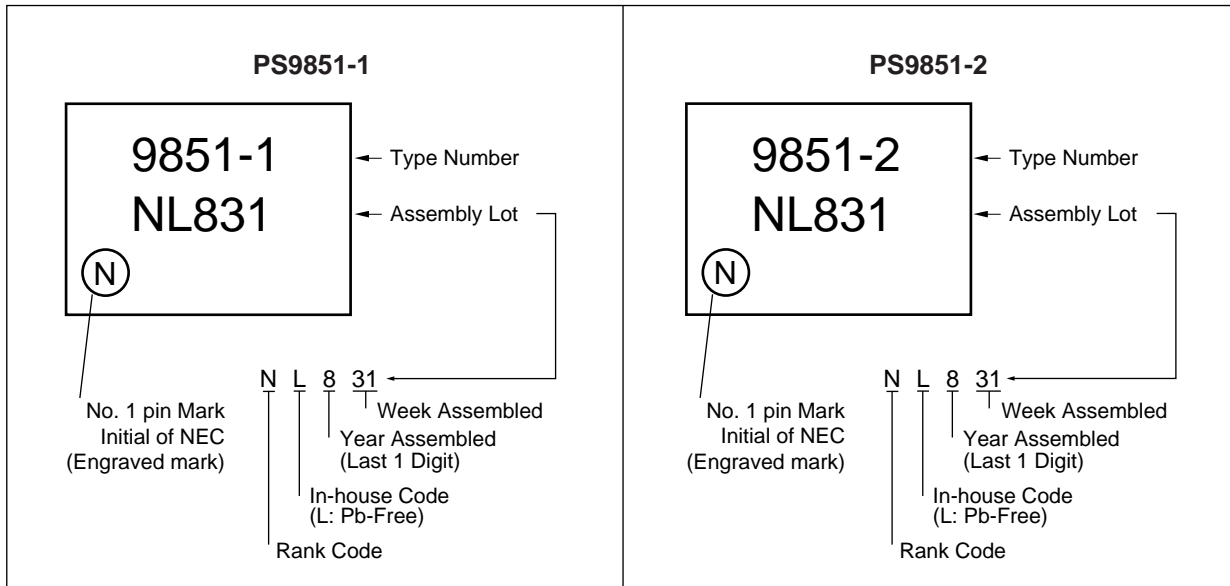 PS9851-1
9851-1
Type Number
NL831
Assembly Lot
N
N L 8 31
No. 1 pin Mark
Initial of NEC
(Engraved mark)
Week Assembled
Year Assembled
(Last 1 Digit)
In-house Code
(L: Pb-Free)
Rank Code
PS9851-2
9851-2
Type Number
NL831
Assembly Lot
N
N L 8 31
No. 1 pin Mark
Initial of NEC
(Engraved mark)
Week Assembled
Year Assembled
(Last 1 Digit)
In-house Code
(L: Pb-Free)
Rank Code